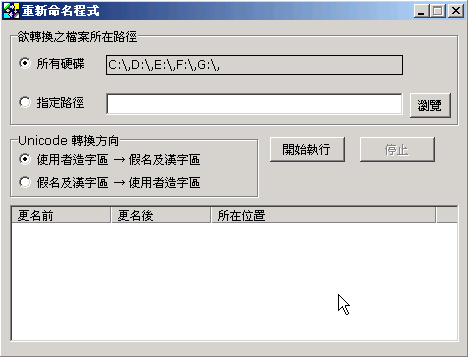 重新命名程式
欲轉換之檔案所在路徑
所有硬碟 C:\,D:\,E:\,F:\,G:\,
指定路徑 瀏覽
Unicode 轉換方向
使用者造字區 → 假名及漢字區
假名及漢字區 → 使用者造字區
開始執行 停止
更名前 更名後 所在位置